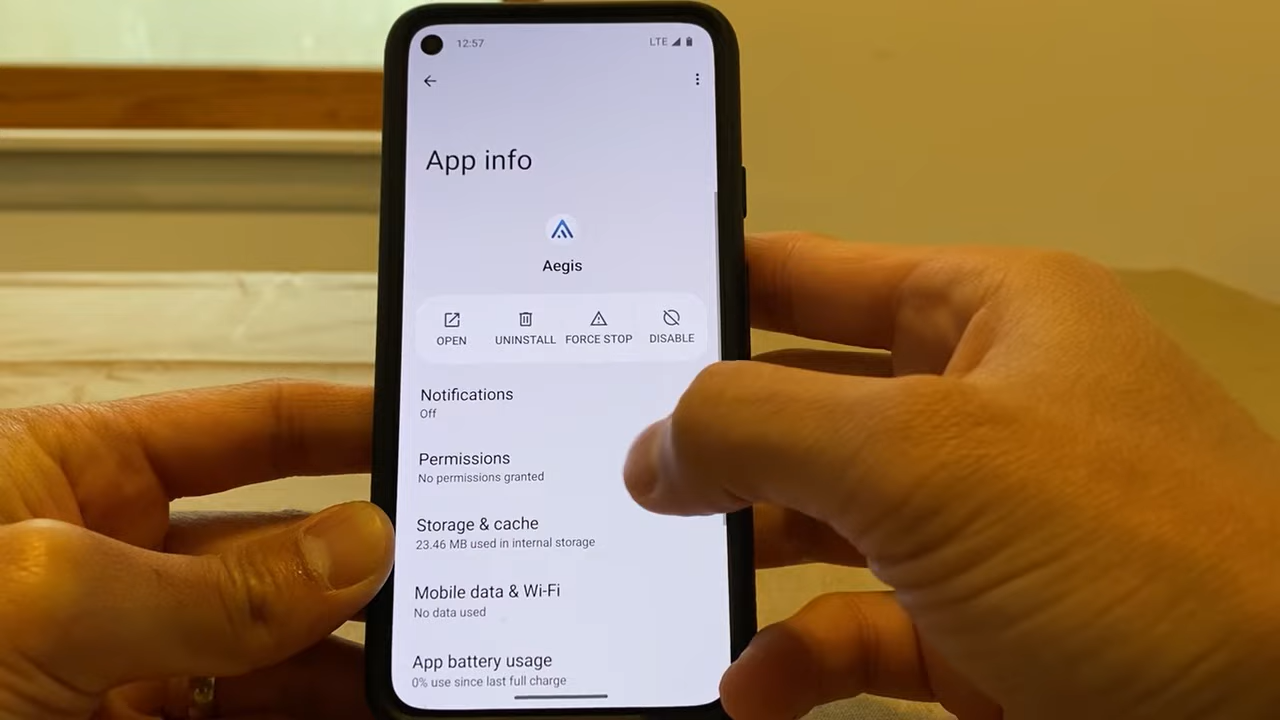 12:57
LTE
App info
Aegis
OPEN
UNINSTALL
FORCE STOP
DISABLE
Notifications
Off
Permissions
No permissions granted
Storage & cache
23.46 MB used in internal storage
Mobile data & Wi-Fi
No data used
App battery usage
0% use since last full charge